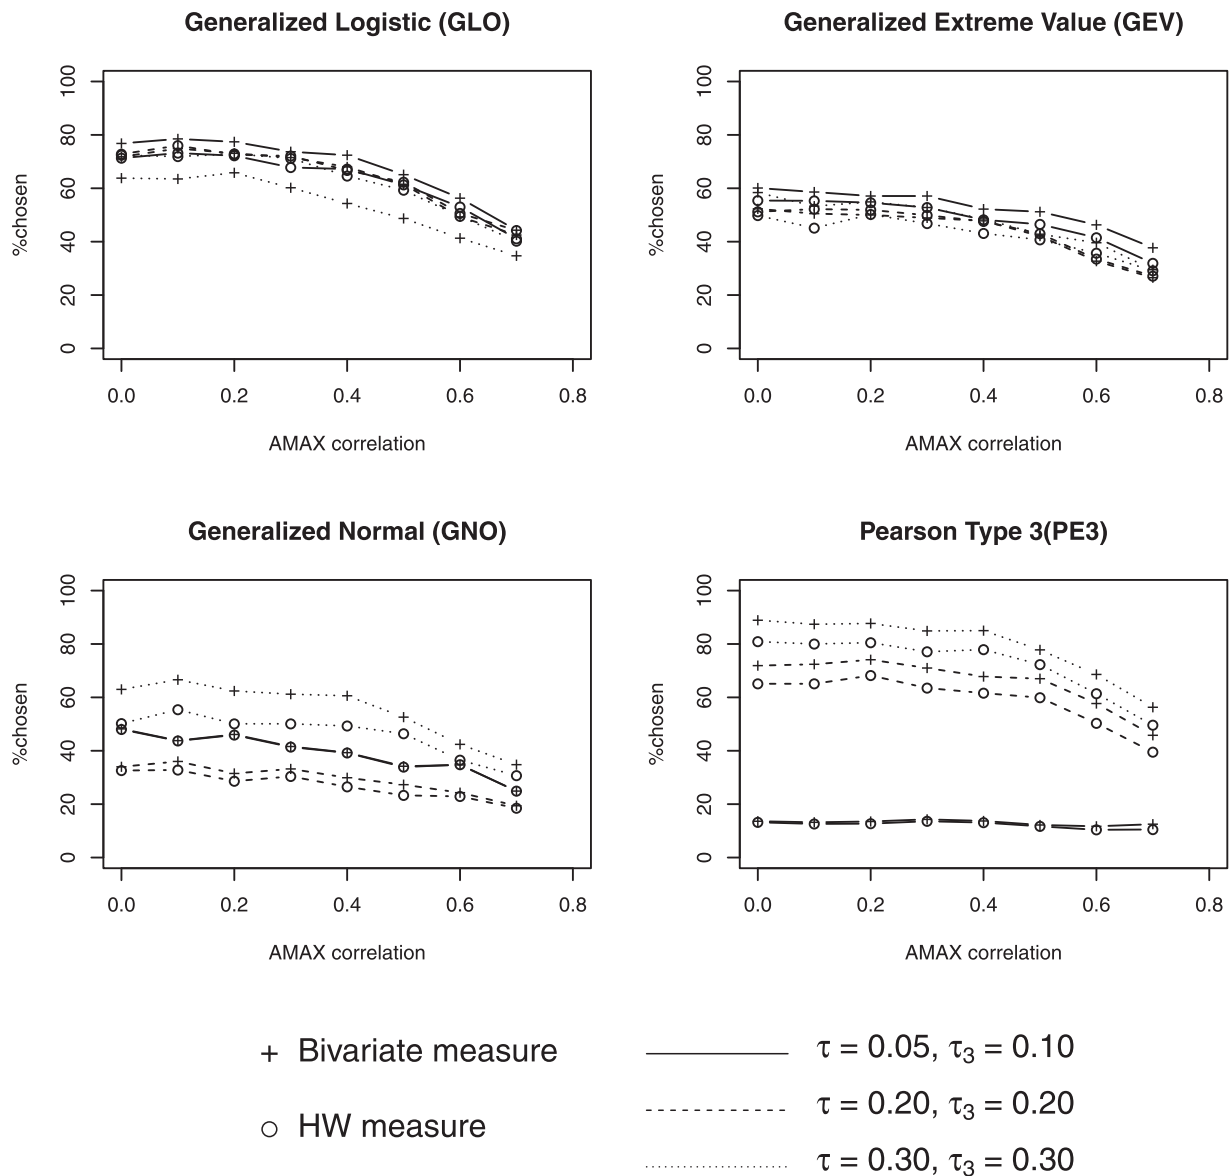 Generalized Logistic (GLO)
%chosen
100
80
60
40
20
0
0.0 0.2 0.4 0.6 0.8
AMAX correlation
Generalized Extreme Value (GEV)
%chosen
100
80
60
40
20
0
0.0 0.2 0.4 0.6 0.8
AMAX correlation
Generalized Normal (GNO)
%chosen
100
80
60
40
20
0
0.0 0.2 0.4 0.6 0.8
AMAX correlation
Pearson Type 3(PE3)
%chosen
100
80
60
40
20
0
0.0 0.2 0.4 0.6 0.8
AMAX correlation
+ Bivariate measure
○ HW measure
τ = 0.05, τ₃ = 0.10
τ = 0.20, τ₃ = 0.20
τ = 0.30, τ₃ = 0.30